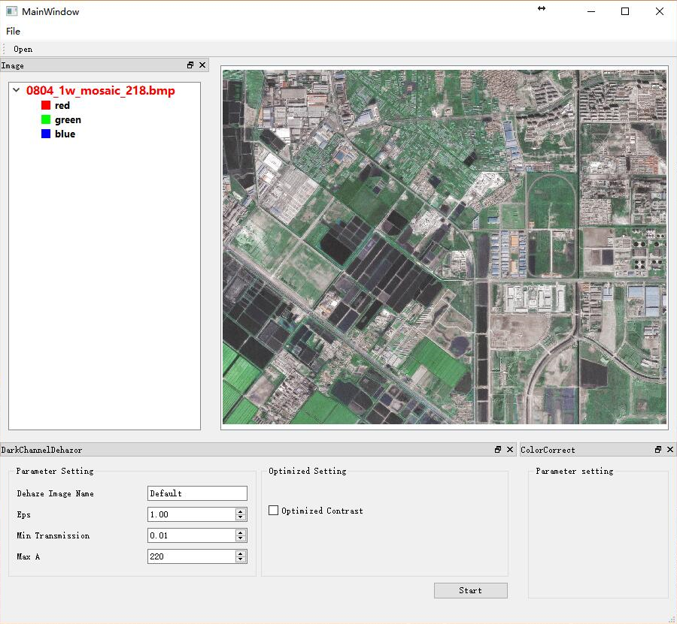 MainWindow
File
Open
Image
0804_1w_mosaic_218.bmp
red
green
blue
DarkChannelDehazor
ColorCorrect
Parameter Setting
Optimized Setting
Parameter setting
Dehaze Image Name
Default
Eps
1.00
Optimized Contrast
Min Transmission
0.01
Max A
220
Start